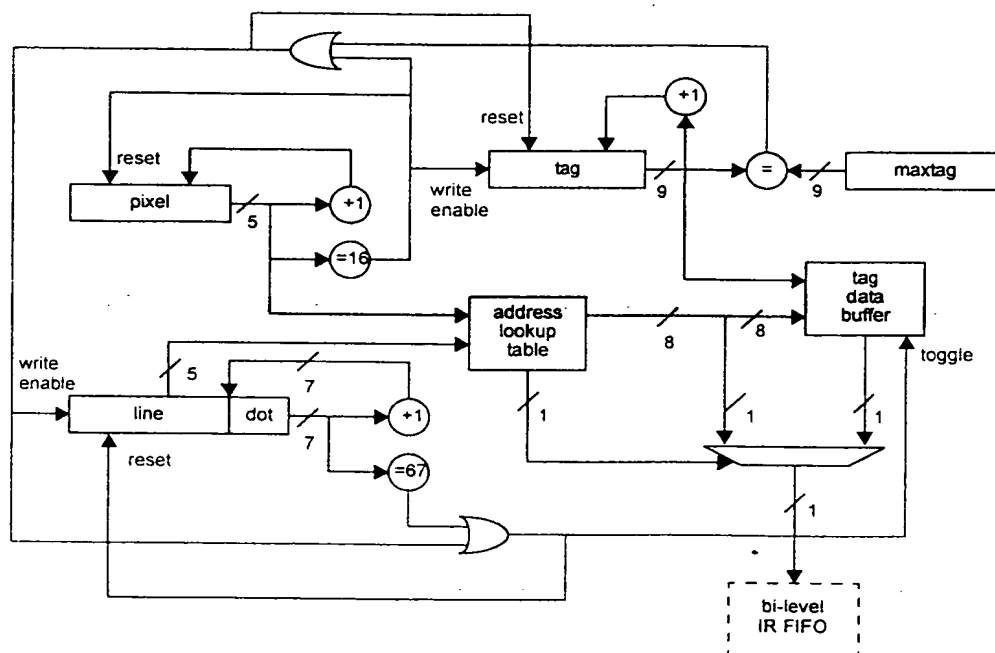 +1
reset
reset
tag
=
maxtag
9
9
pixel
+1
write
enable
5
=16
tag
data
buffer
address
lookup
table
8
8
toggle
write
enable
5
7
1
1
1
line
dot
+1
7
reset
=67
1
bi-level
IR FIFO